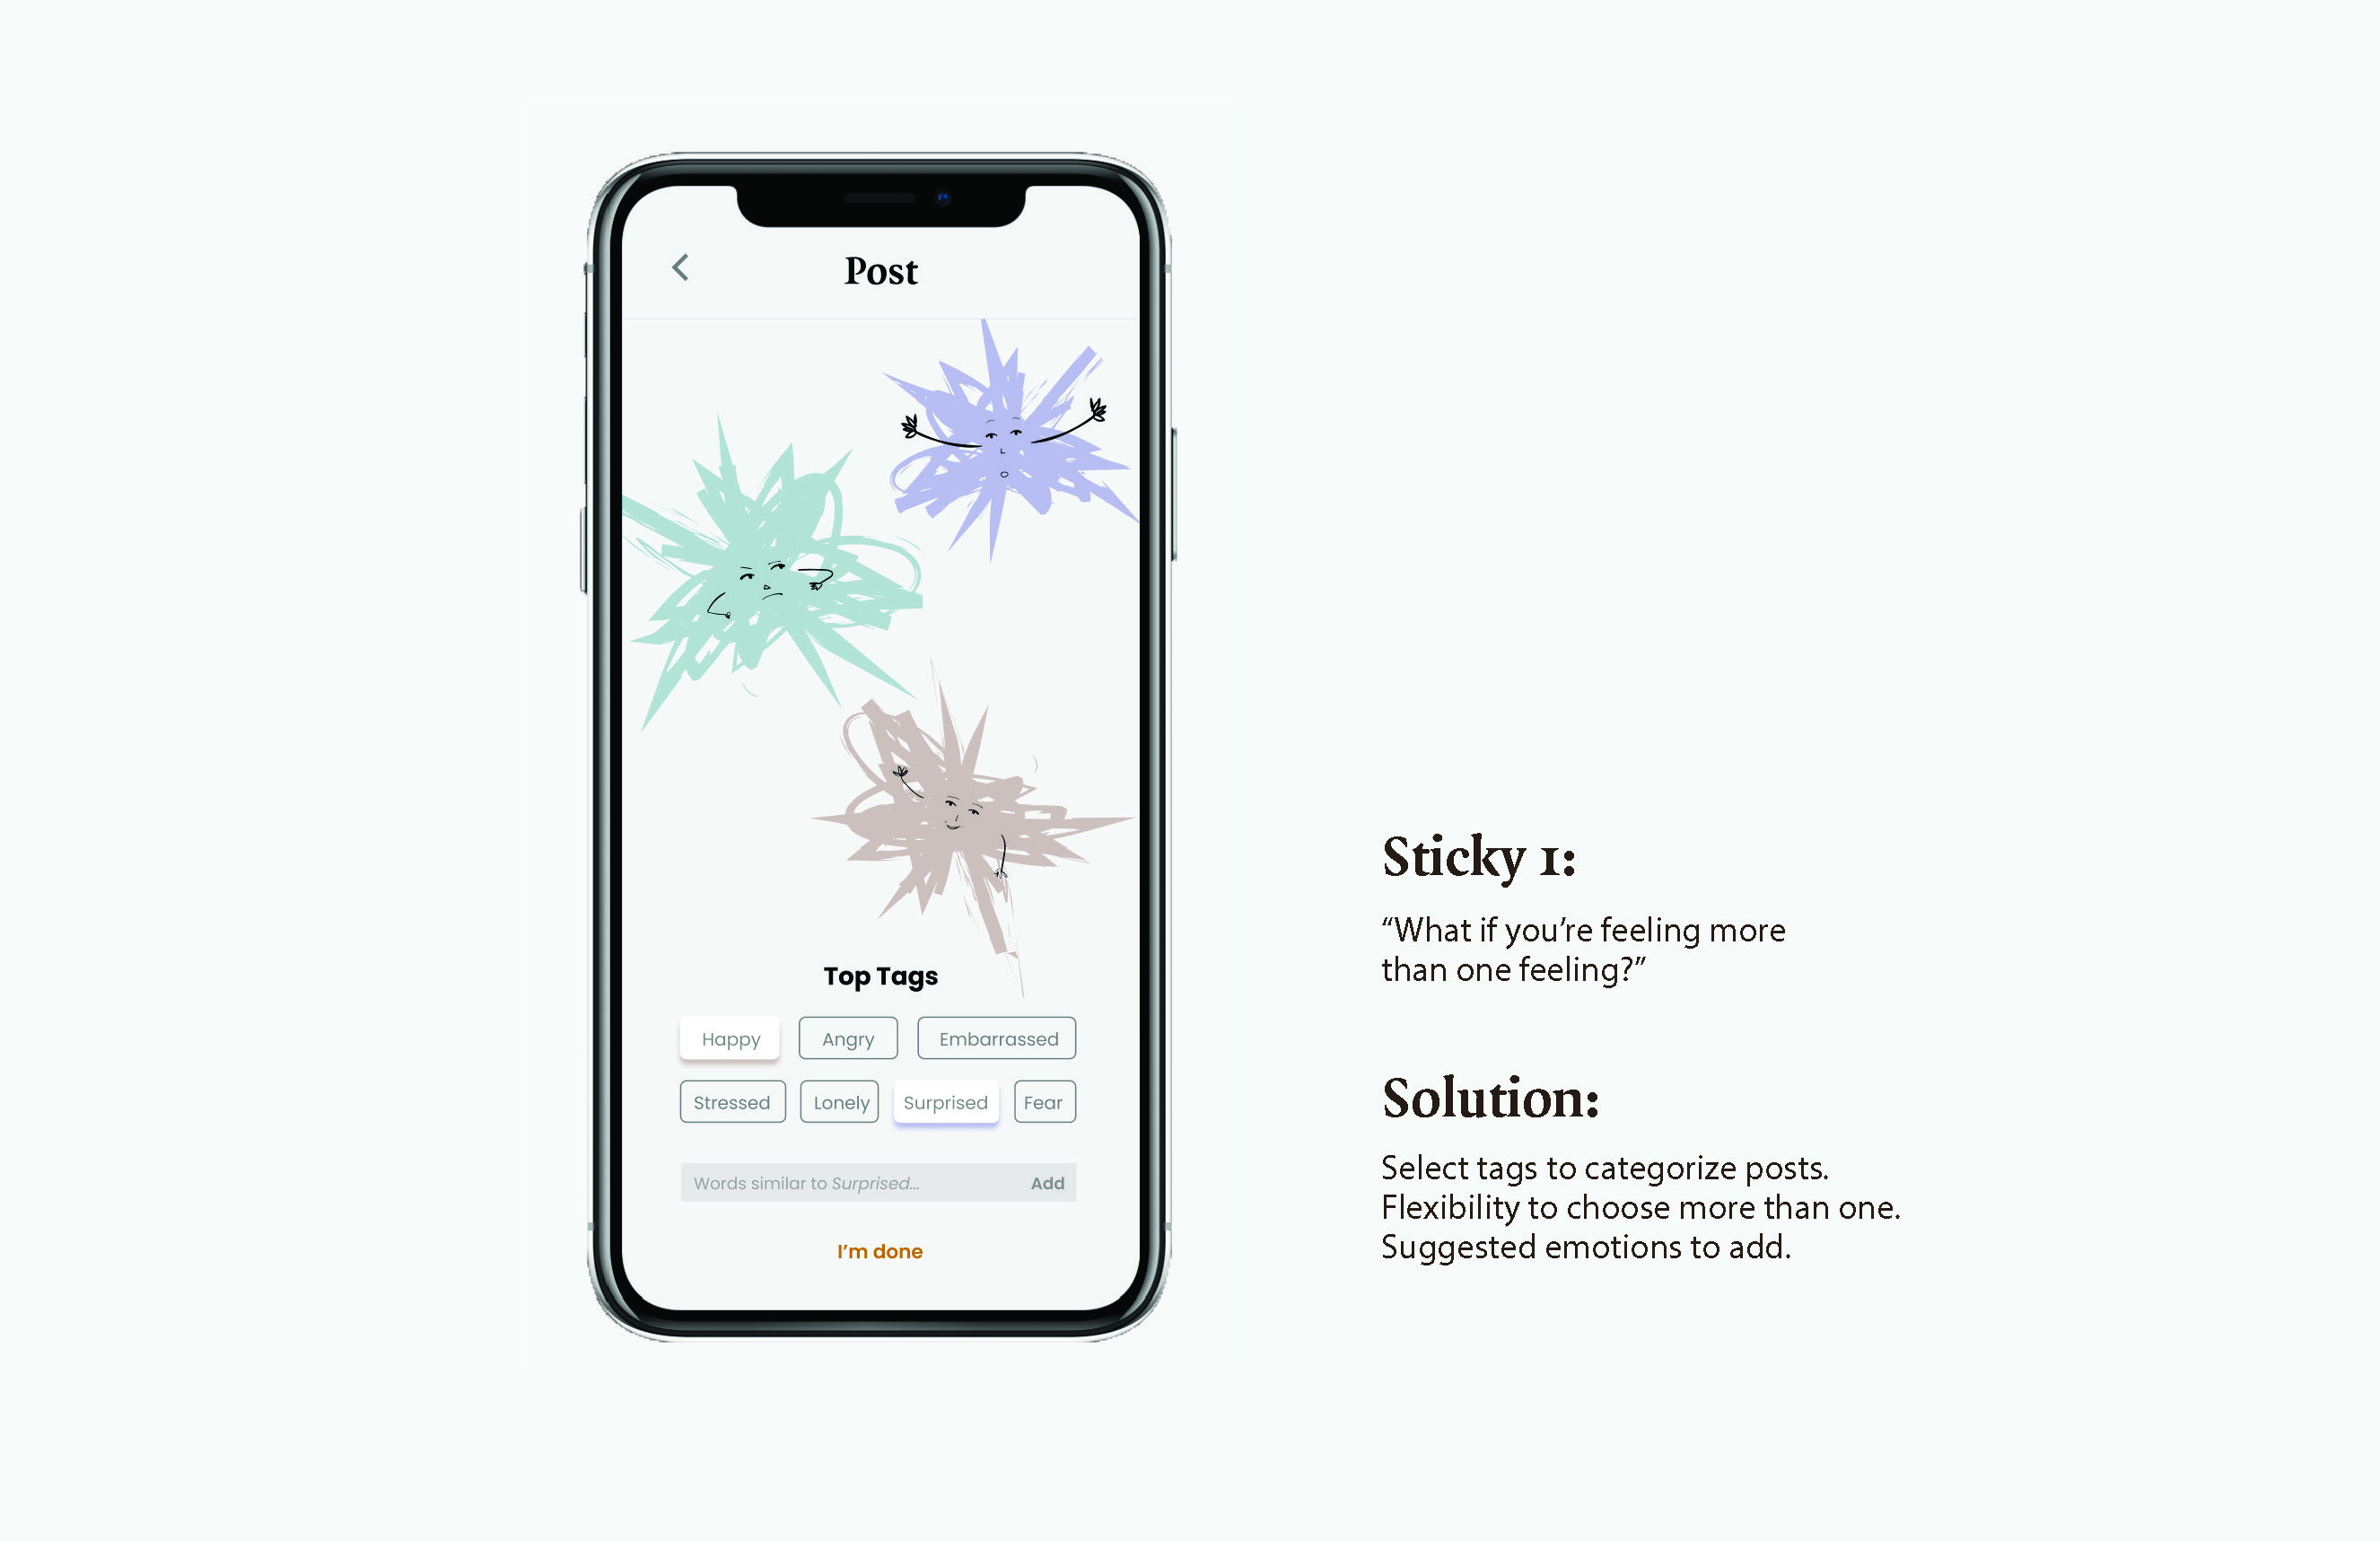 Post
Top Tags
Happy Angry Embarrassed
Stressed Lonely Surprised Fear
Words similar to Surprised... Add
I'm done
Sticky 1:
“What if you’re feeling more
than one feeling?”
Solution:
Select tags to categorize posts.
Flexibility to choose more than one.
Suggested emotions to add.